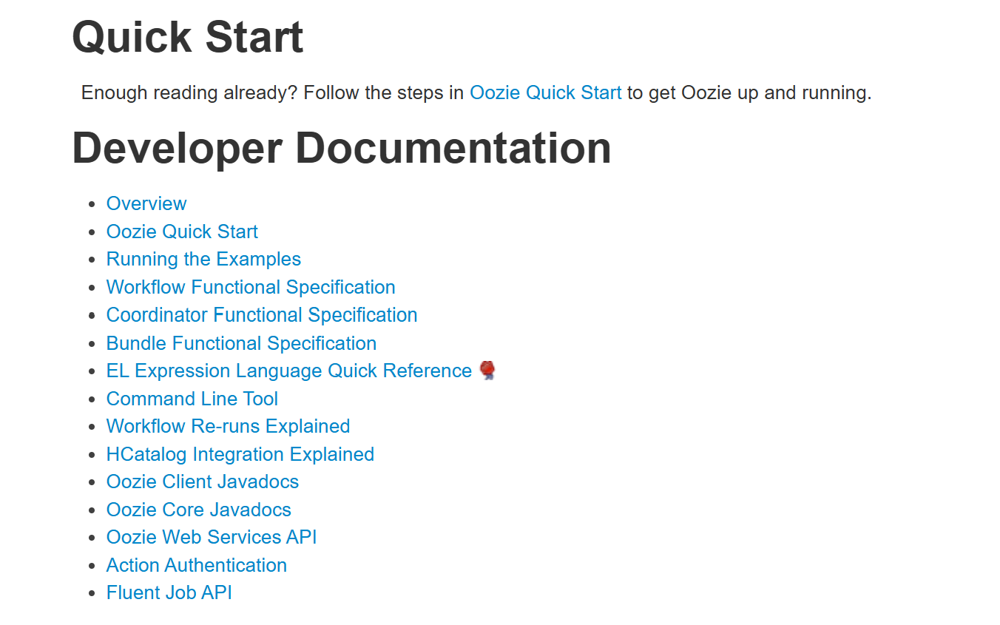 Quick Start
Enough reading already? Follow the steps in Oozie Quick Start to get Oozie up and running.
Developer Documentation
Overview
Oozie Quick Start
Running the Examples
Workflow Functional Specification
Coordinator Functional Specification
Bundle Functional Specification
EL Expression Language Quick Reference
Command Line Tool
Workflow Re-runs Explained
HCatalog Integration Explained
Oozie Client Javadocs
Oozie Core Javadocs
Oozie Web Services API
Action Authentication
Fluent Job API